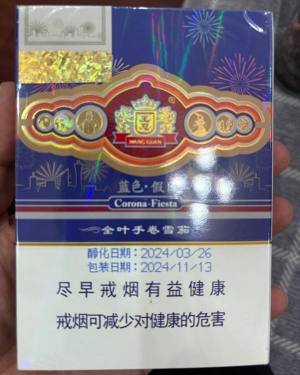 WANG GUAN
蓝色·假日
Corona·Fiesta
全叶手卷雪茄
醇化日期:2024/03/26
包装日期:2024/11/13
尽早戒烟有益健康
戒烟可减少对健康的危害